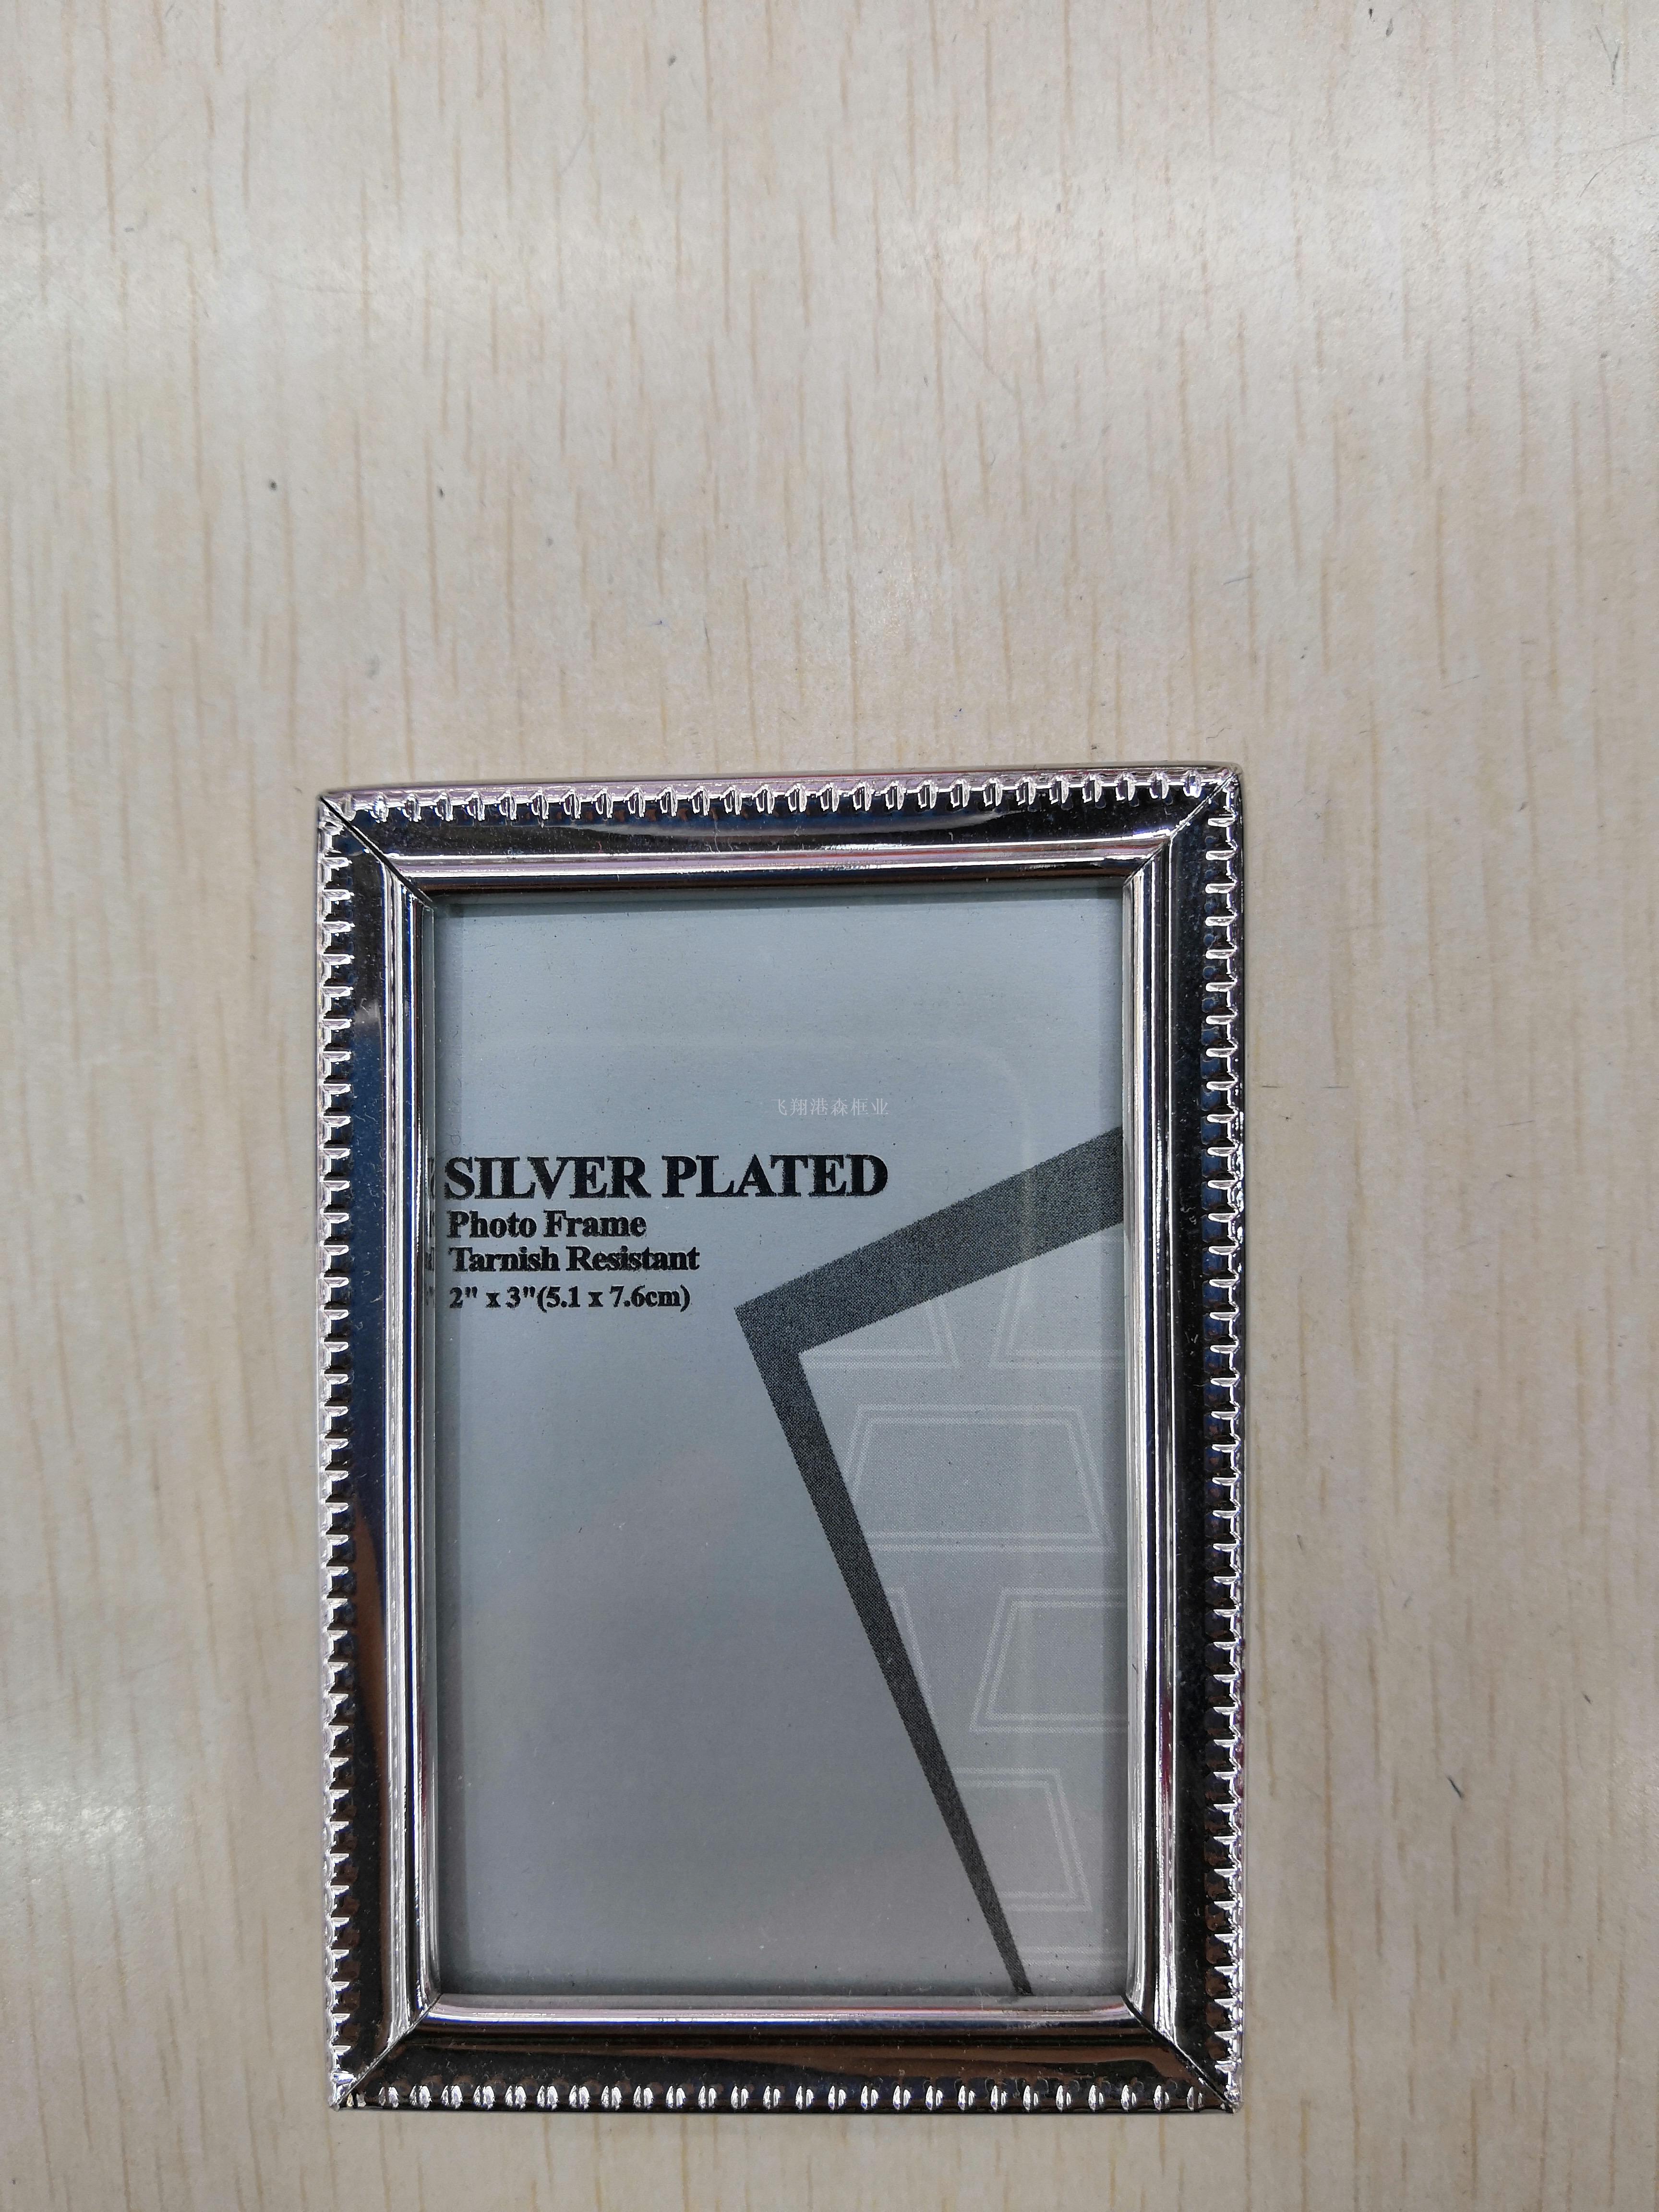 飞翔港森框业
SILVER PLATED
Photo Frame
Tarnish Resistant
2" x 3"(5.1 x 7.6cm)